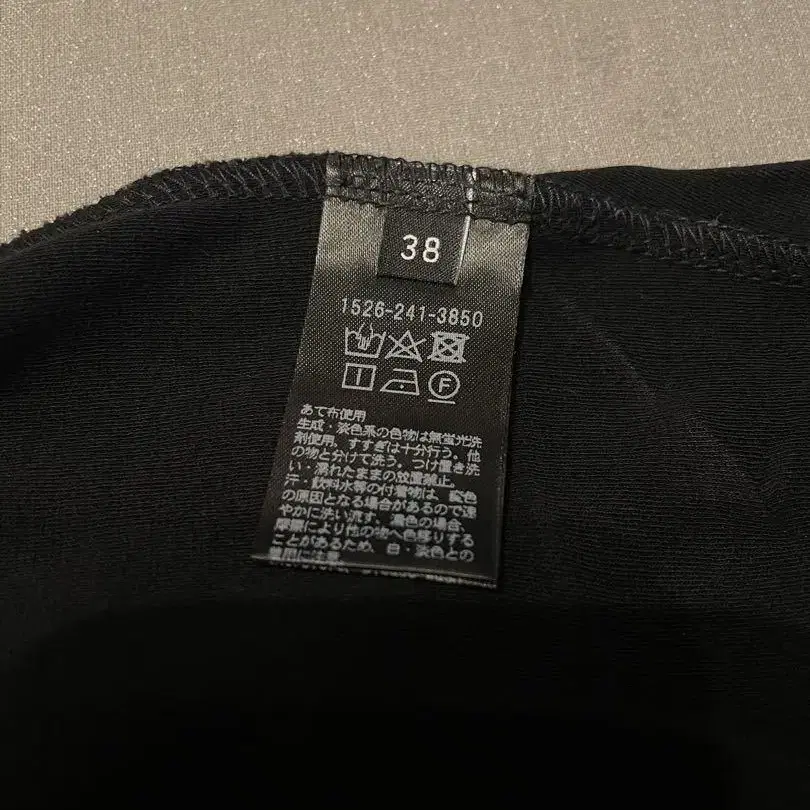 38
1526-241-3850
F
あて布使用
生成・淡色系の色物は無蛍光洗
剤使用。すすぎは十分行う。他
の物と分けて洗う。つけ置き洗
い・濡れたままの放置禁止。
汗・飲料水等の付着物は、変色
の原因となる場合があるので速
やかに洗い流す。濃色の場合、
摩擦により他の物へ色移りする
ことがあるため、白・淡色との
着用に注意